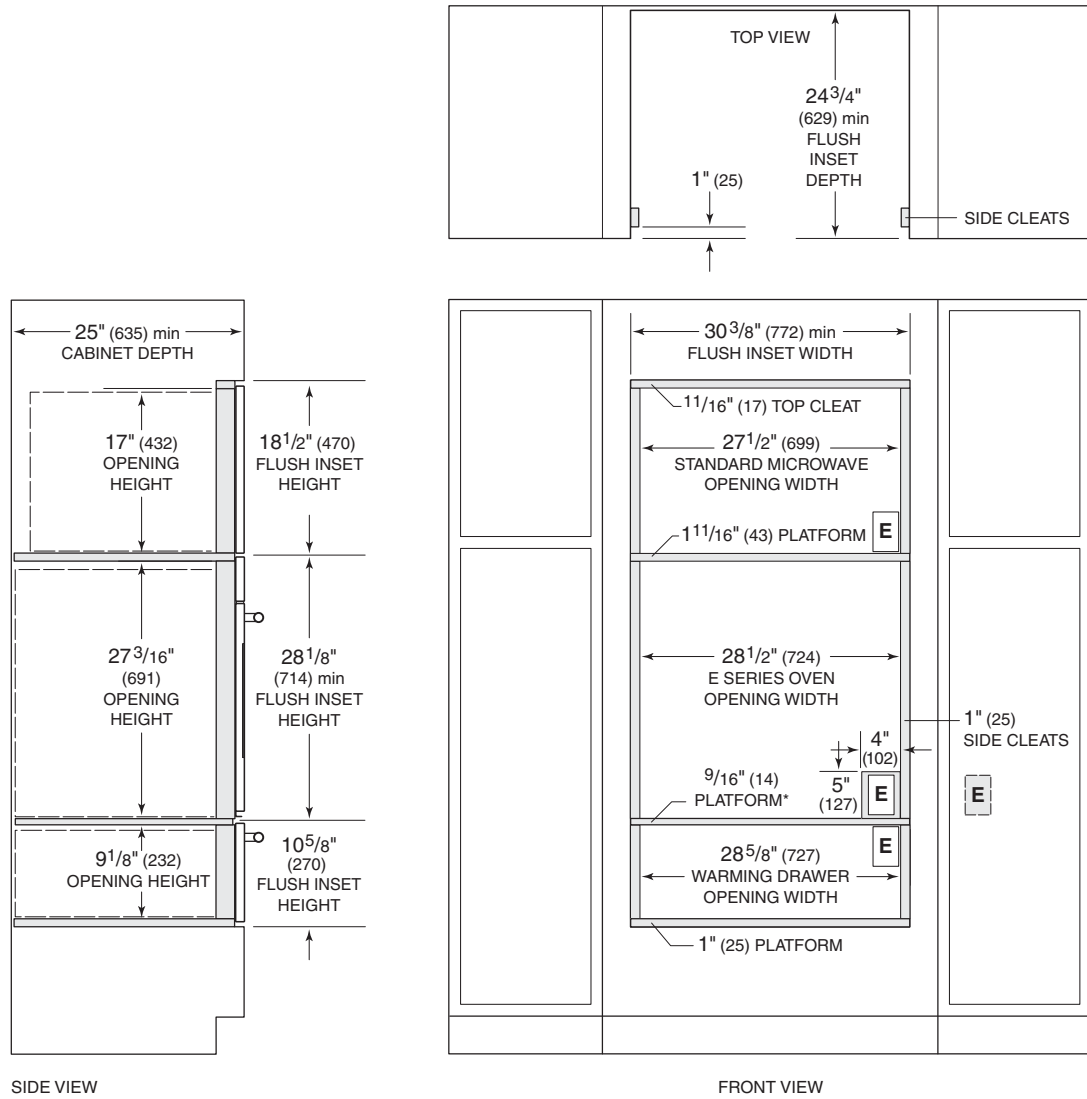 TOP VIEW
24 3/4"
(629) min
FLUSH
INSET
DEPTH
1" (25)
SIDE CLEATS
25" (635) min
CABINET DEPTH
17" (432)
OPENING
HEIGHT
18 1/2" (470)
FLUSH INSET
HEIGHT
27 3/16"
(691)
OPENING
HEIGHT
28 1/8"
(714) min
FLUSH INSET
HEIGHT
9 1/8" (232)
OPENING HEIGHT
10 5/8"
(270)
FLUSH INSET
HEIGHT
SIDE VIEW
30 3/8" (772) min
FLUSH INSET WIDTH
11/16" (17) TOP CLEAT
27 1/2" (699)
STANDARD MICROWAVE
OPENING WIDTH
E
1 11/16" (43) PLATFORM
28 1/2" (724)
E SERIES OVEN
OPENING WIDTH
1" (25)
SIDE CLEATS
4"
(102)
5"
(127)
E
E
9/16" (14)
PLATFORM*
E
28 5/8" (727)
WARMING DRAWER
OPENING WIDTH
1" (25) PLATFORM
FRONT VIEW